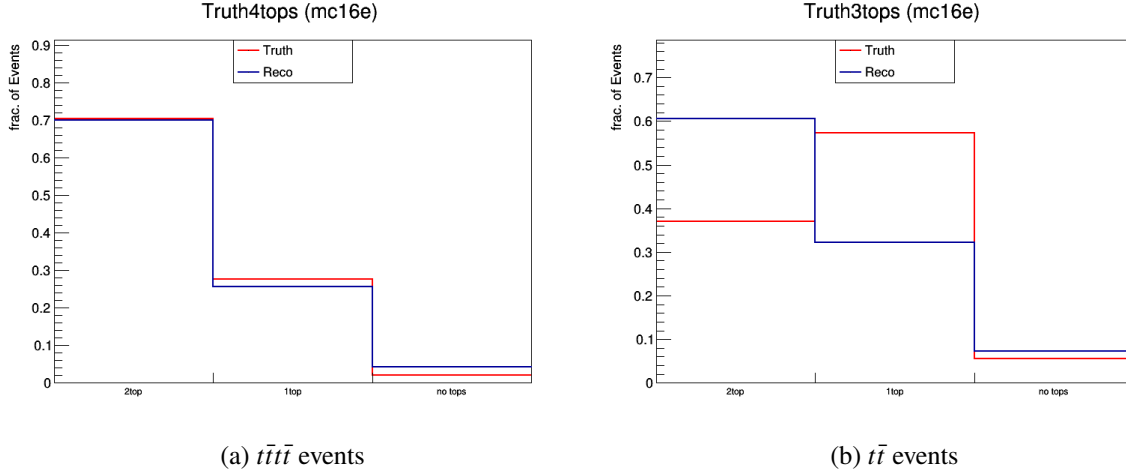 Truth4tops (mc16e)
frac. of Events
0.9
0.8
0.7
0.6
0.5
0.4
0.3
0.2
0.1
0
Truth
Reco
2top
1top
no tops
(a) tt̄tt̄ events
Truth3tops (mc16e)
frac. of Events
0.7
0.6
0.5
0.4
0.3
0.2
0.1
0
Truth
Reco
2top
1top
no tops
(b) tt̄ events